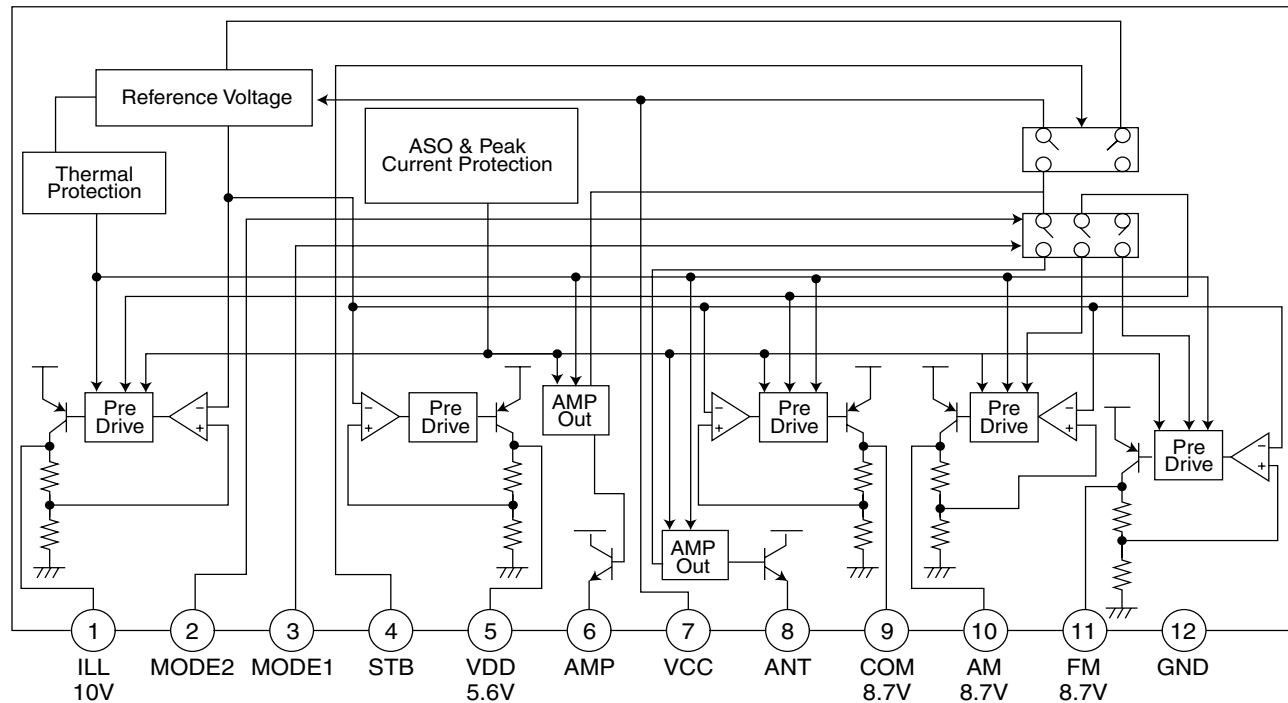 Reference Voltage
Thermal
Protection
ASO & Peak
Current Protection
Pre
Drive
−
+
−
+
Pre
Drive
AMP
Out
−
+
Pre
Drive
Pre
Drive
−
+
Pre
Drive
−
+
AMP
Out
1
2
3
4
5
6
7
8
9
10
11
12
ILL
10V
MODE2
MODE1
STB
VDD
5.6V
AMP
VCC
ANT
COM
8.7V
AM
8.7V
FM
8.7V
GND